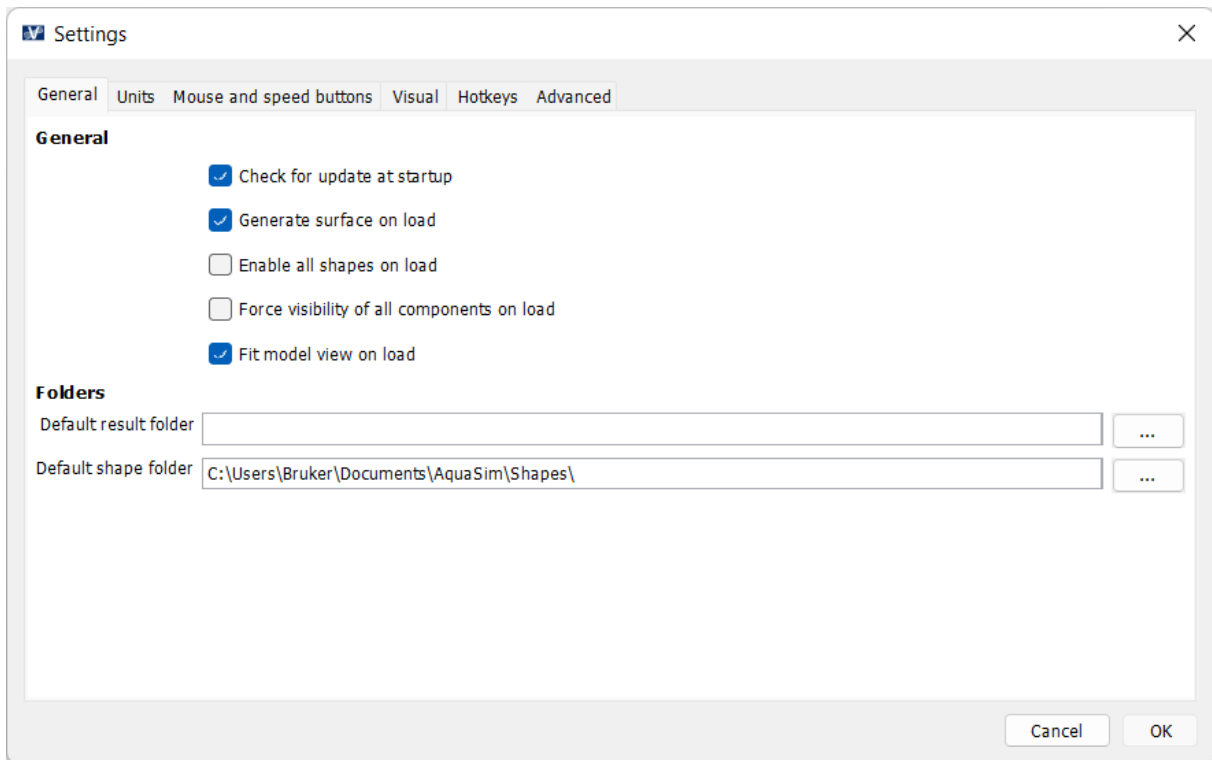 Settings
General Units Mouse and speed buttons Visual Hotkeys Advanced
General
Check for update at startup
Generate surface on load
Enable all shapes on load
Force visibility of all components on load
Fit model view on load
Folders
Default result folder ...
Default shape folder C:\Users\Bruker\Documents\AquaSim\Shapes\ ...
Cancel OK